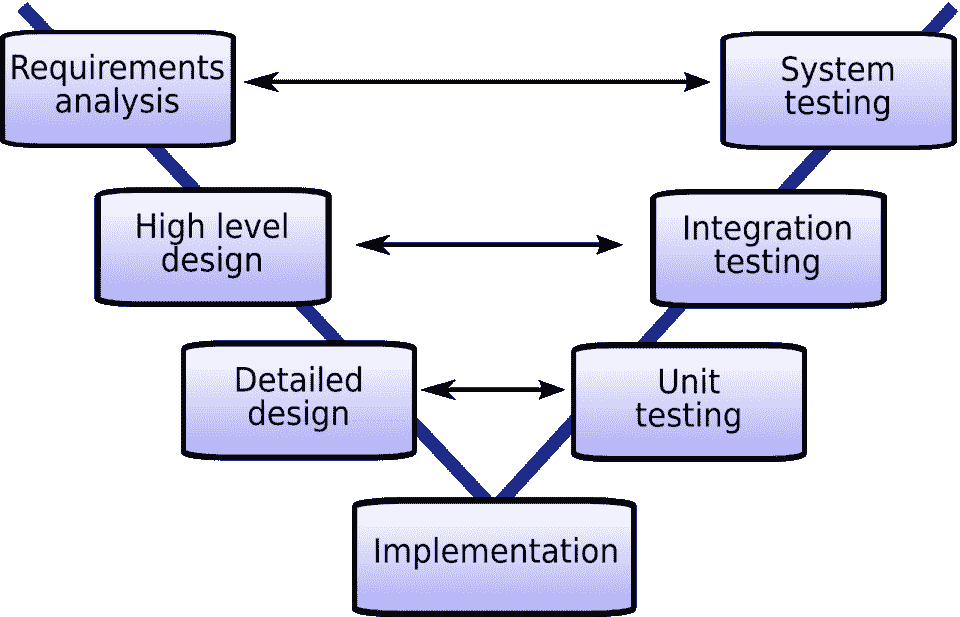 Requirements
analysis
System
testing
High level
design
Integration
testing
Detailed
design
Unit
testing
Implementation